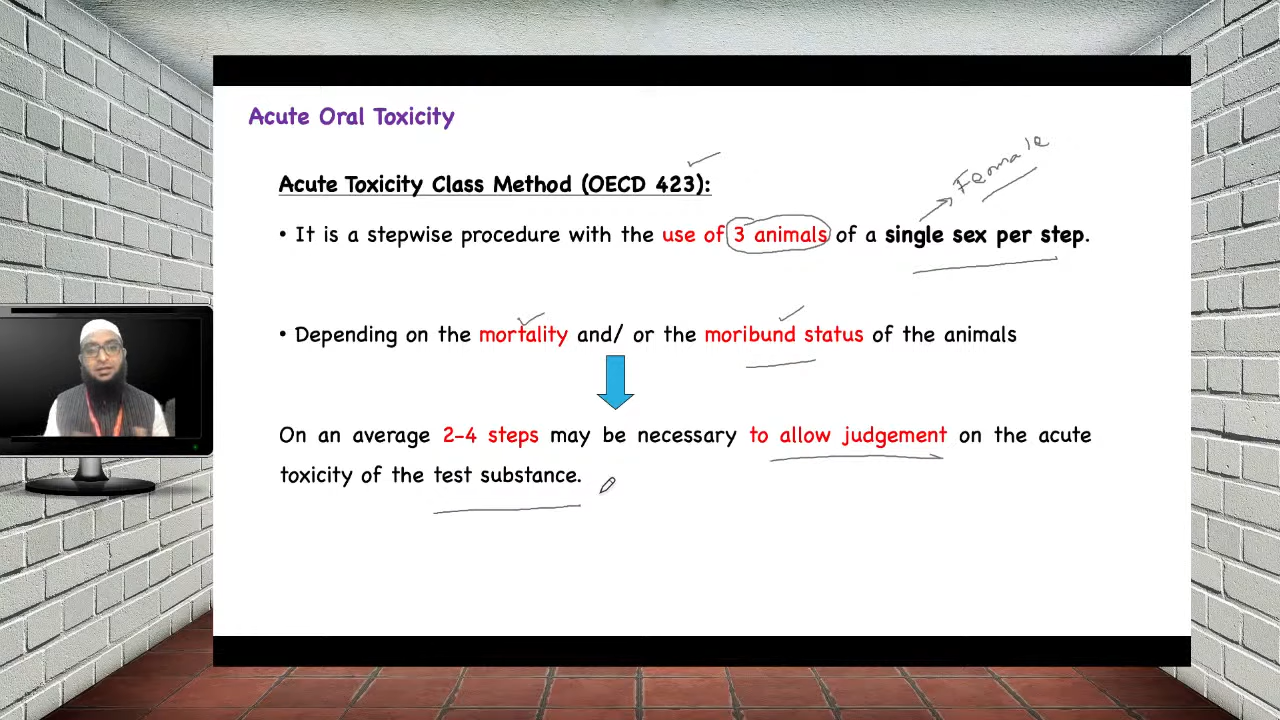 Acute Oral Toxicity
Acute Toxicity Class Method (OECD 423):
Female
• It is a stepwise procedure with the use of 3 animals of a single sex per step.
• Depending on the mortality and/ or the moribund status of the animals
On an average 2-4 steps may be necessary to allow judgement on the acute
toxicity of the test substance.